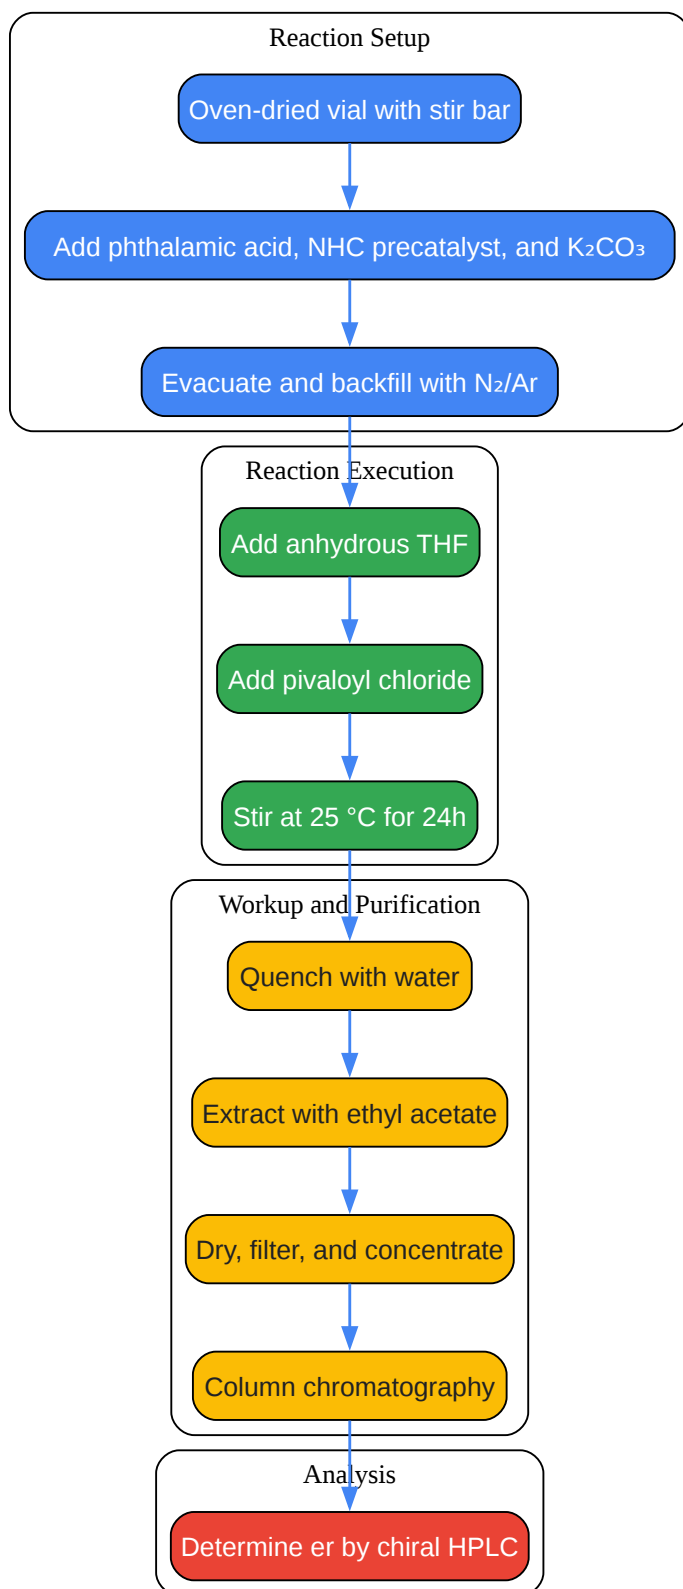 Reaction Setup
Oven-dried vial with stir bar
Add phthalamic acid, NHC precatalyst, and K₂CO₃
Evacuate and backfill with N₂/Ar
Reaction Execution
Add anhydrous THF
Add pivaloyl chloride
Stir at 25 °C for 24h
Workup and Purification
Quench with water
Extract with ethyl acetate
Dry, filter, and concentrate
Column chromatography
Analysis
Determine er by chiral HPLC